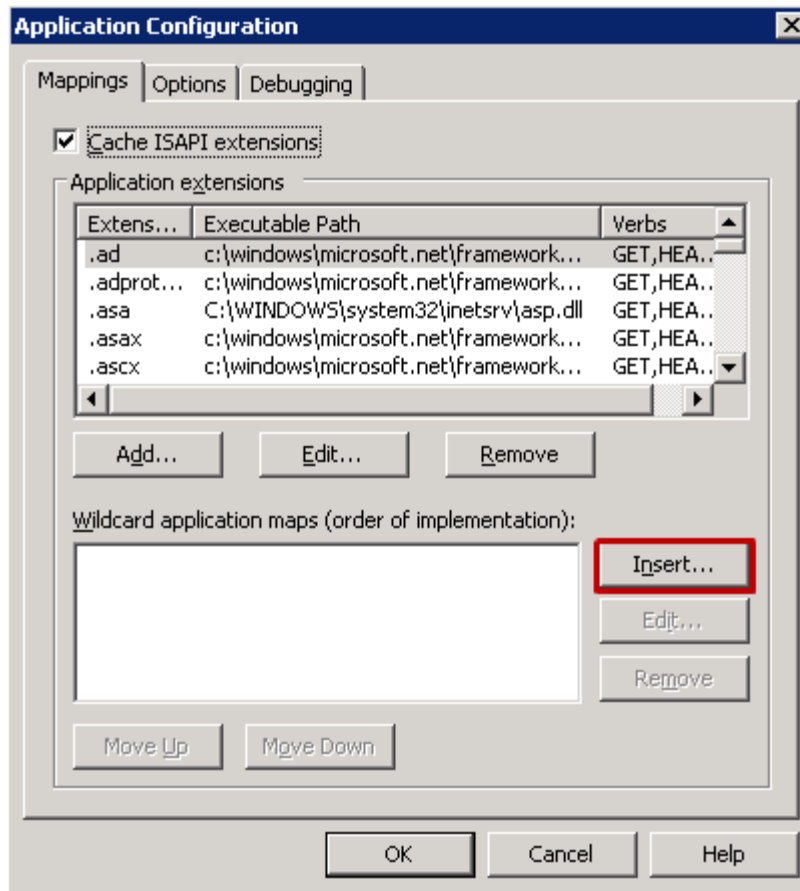 Application Configuration
Mappings Options Debugging
Cache ISAPI extensions
Application extensions
Extens... Executable Path Verbs
.ad c:\windows\microsoft.net\framework... GET,HEA...
.adprot... c:\windows\microsoft.net\framework... GET,HEA...
.asa C:\WINDOWS\system32\inetsrv\asp.dll GET,HEA...
.asax c:\windows\microsoft.net\framework... GET,HEA...
.ascx c:\windows\microsoft.net\framework... GET,HEA...
Add... Edit... Remove
Wildcard application maps (order of implementation):
Insert...
Edit...
Remove
Move Up Move Down
OK Cancel Help